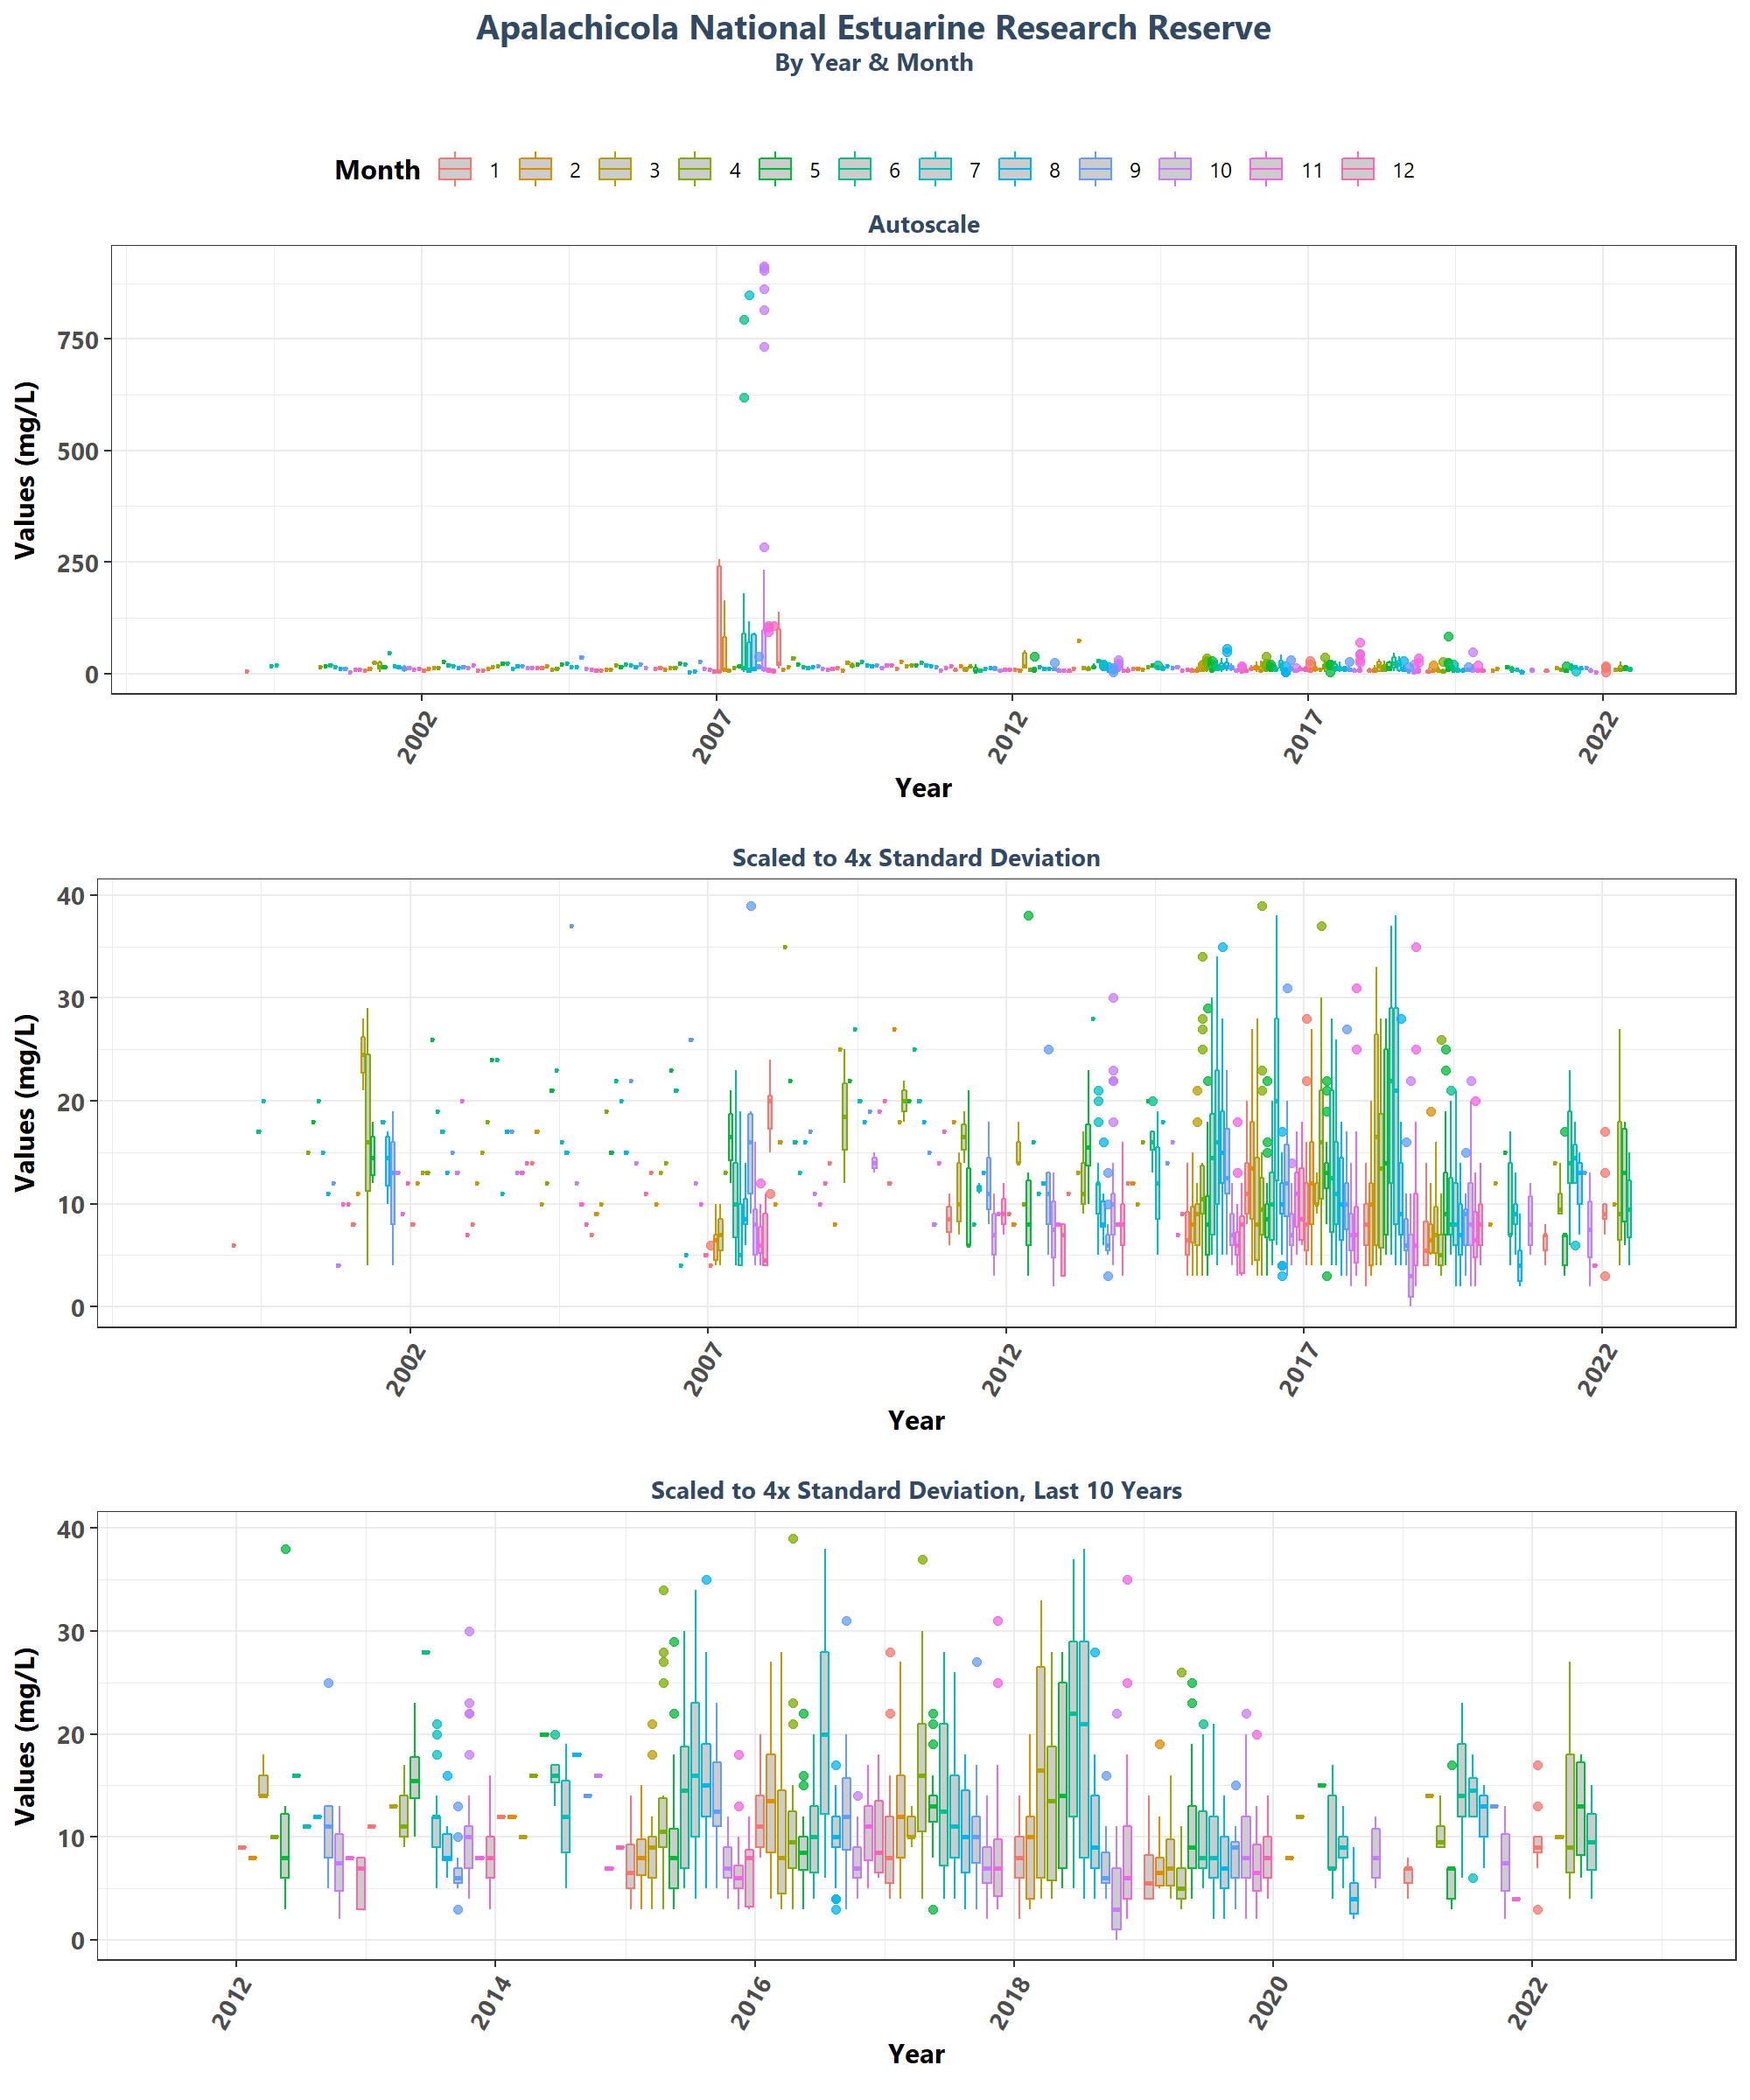 Apalachicola National Estuarine Research Reserve
By Year & Month
Month 1 2 3 4 5 6 7 8 9 10 11 12
Autoscale
Values (mg/L)
750
500
250
0
2002 2007 2012 2017 2022
Year
Scaled to 4x Standard Deviation
Values (mg/L)
40
30
20
10
0
2002 2007 2012 2017 2022
Year
Scaled to 4x Standard Deviation, Last 10 Years
Values (mg/L)
40
30
20
10
0
2012 2014 2016 2018 2020 2022
Year